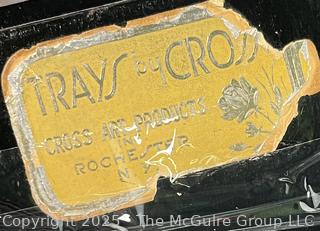 TRAYS by CROSS
CROSS ART PRODUCTS
INC
ROCHESTER
N Y
Copyright© 2025 - The McGuire Group LLC